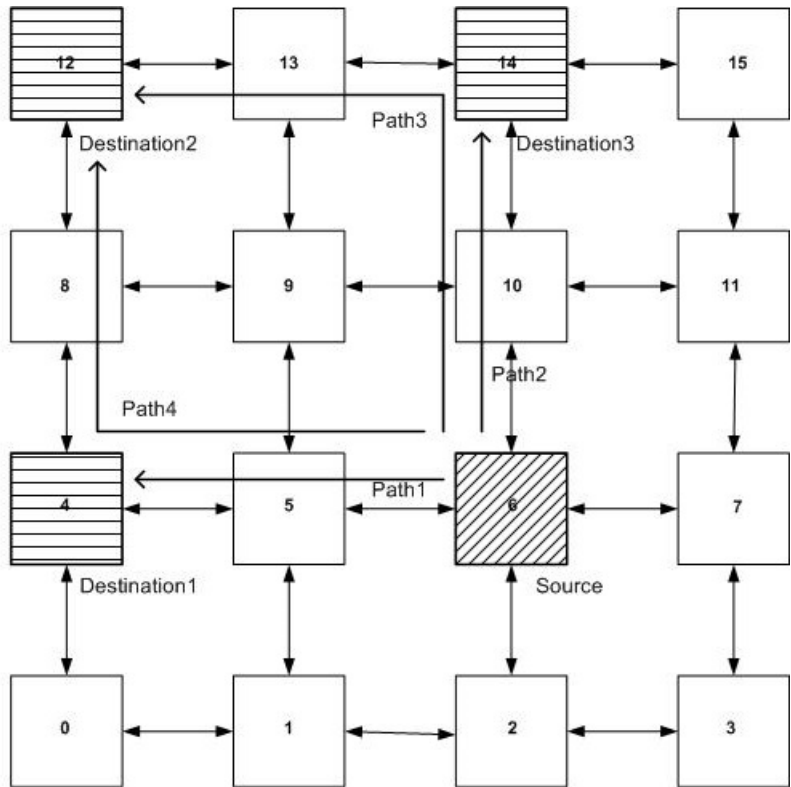 12 13 14 15
Path3
Destination2 Destination3
8 9 10 11
Path2
Path4
Path1
4 5 6 7
Destination1 Source
0 1 2 3